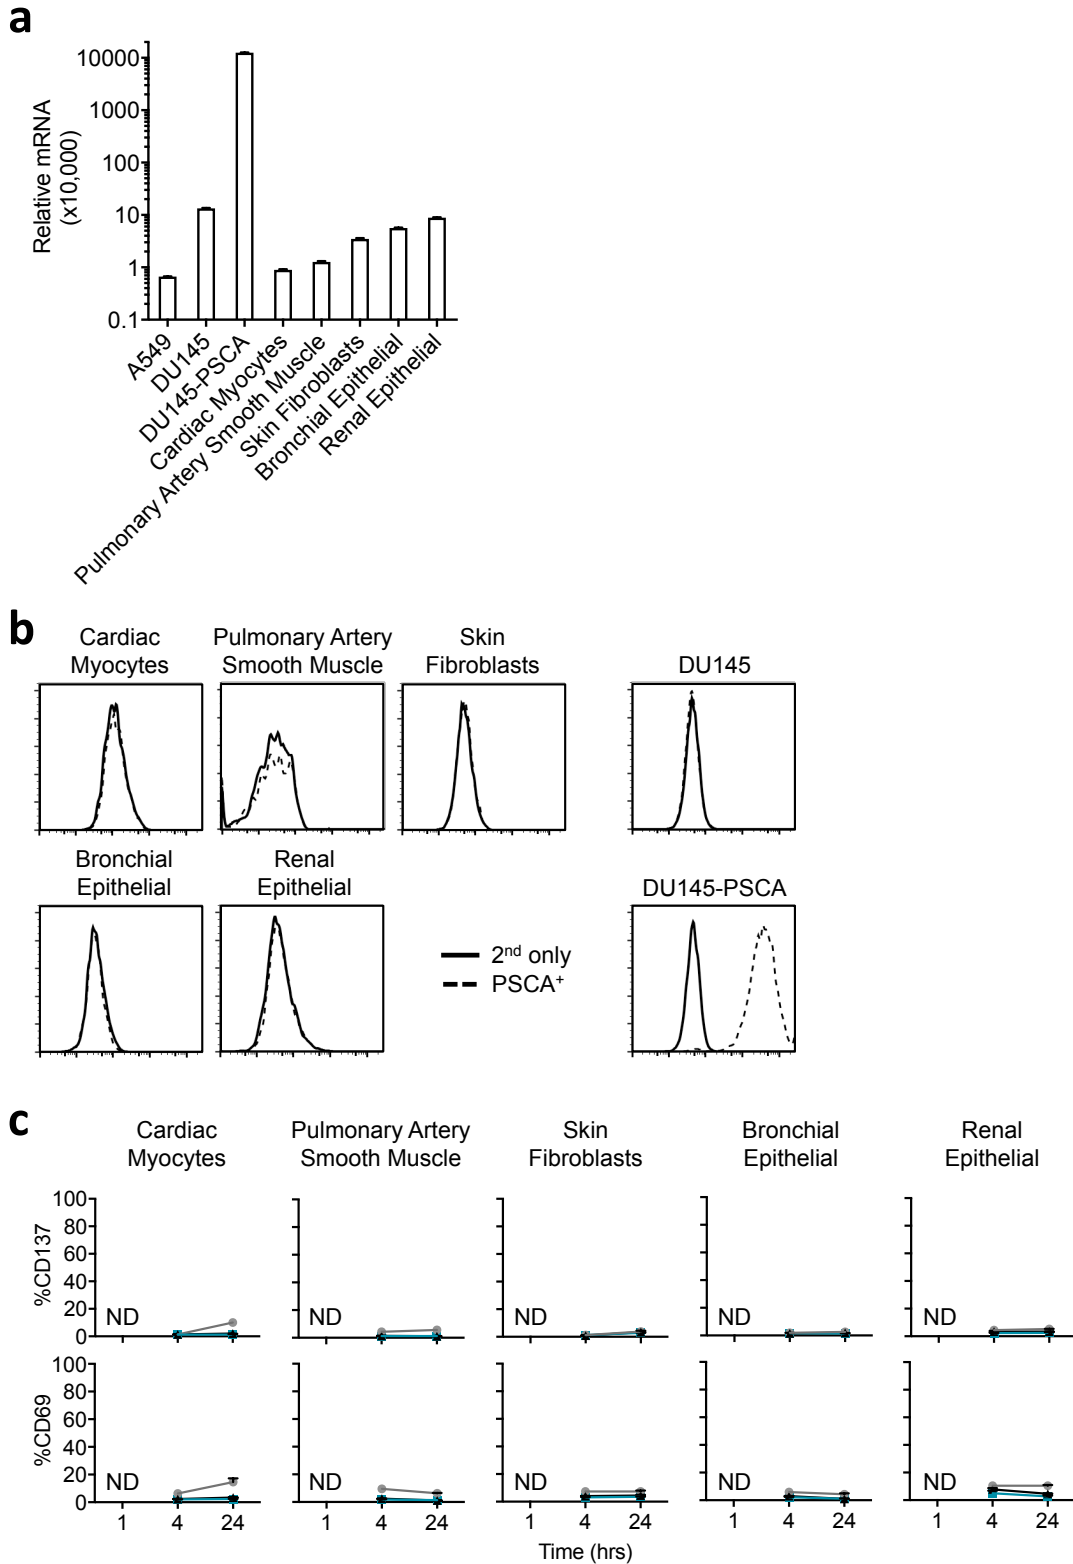 a
Relative mRNA
(x10,000)
10000
1000
100
10
1
0.1
A549
DU145
DU145-PSCA
Cardiac Myocytes
Pulmonary Artery Smooth Muscle
Skin Fibroblasts
Bronchial Epithelial
Renal Epithelial
b
Cardiac
Myocytes
Pulmonary Artery
Smooth Muscle
Skin
Fibroblasts
DU145
Bronchial
Epithelial
Renal
Epithelial
2nd only
PSCA+
DU145-PSCA
c
Cardiac
Myocytes
Pulmonary Artery
Smooth Muscle
Skin
Fibroblasts
Bronchial
Epithelial
Renal
Epithelial
%CD137
100
80
60
40
20
0
ND ND ND ND ND
%CD69
100
80
60
40
20
0
ND ND ND ND ND
1 4 24 1 4 24 1 4 24 1 4 24 1 4 24
Time (hrs)